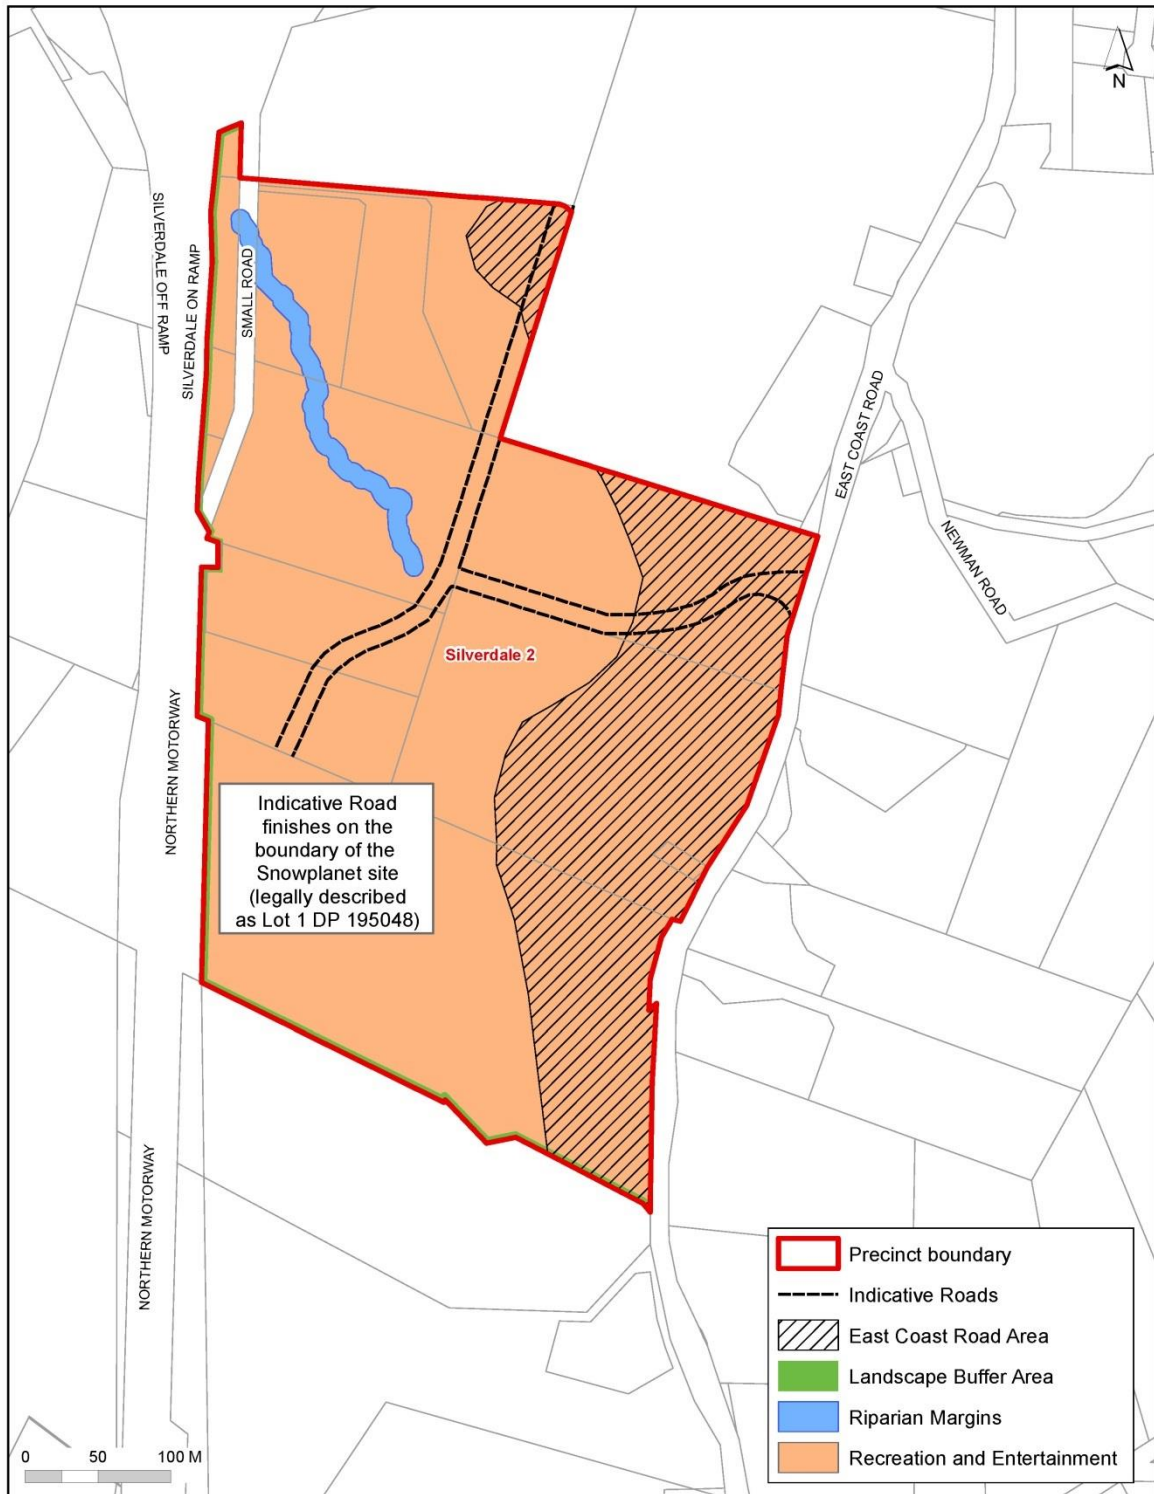 N
SILVERDALE OFF RAMP
SILVERDALE ON RAMP
SMALL ROAD
EAST COAST ROAD
NEWMAN ROAD
Silverdale 2
NORTHERN MOTORWAY
Indicative Road
finishes on the
boundary of the
Snowplanet site
(legally described
as Lot 1 DP 195048)
NORTHERN MOTORWAY
Precinct boundary
Indicative Roads
East Coast Road Area
Landscape Buffer Area
Riparian Margins
Recreation and Entertainment
0 50 100 M